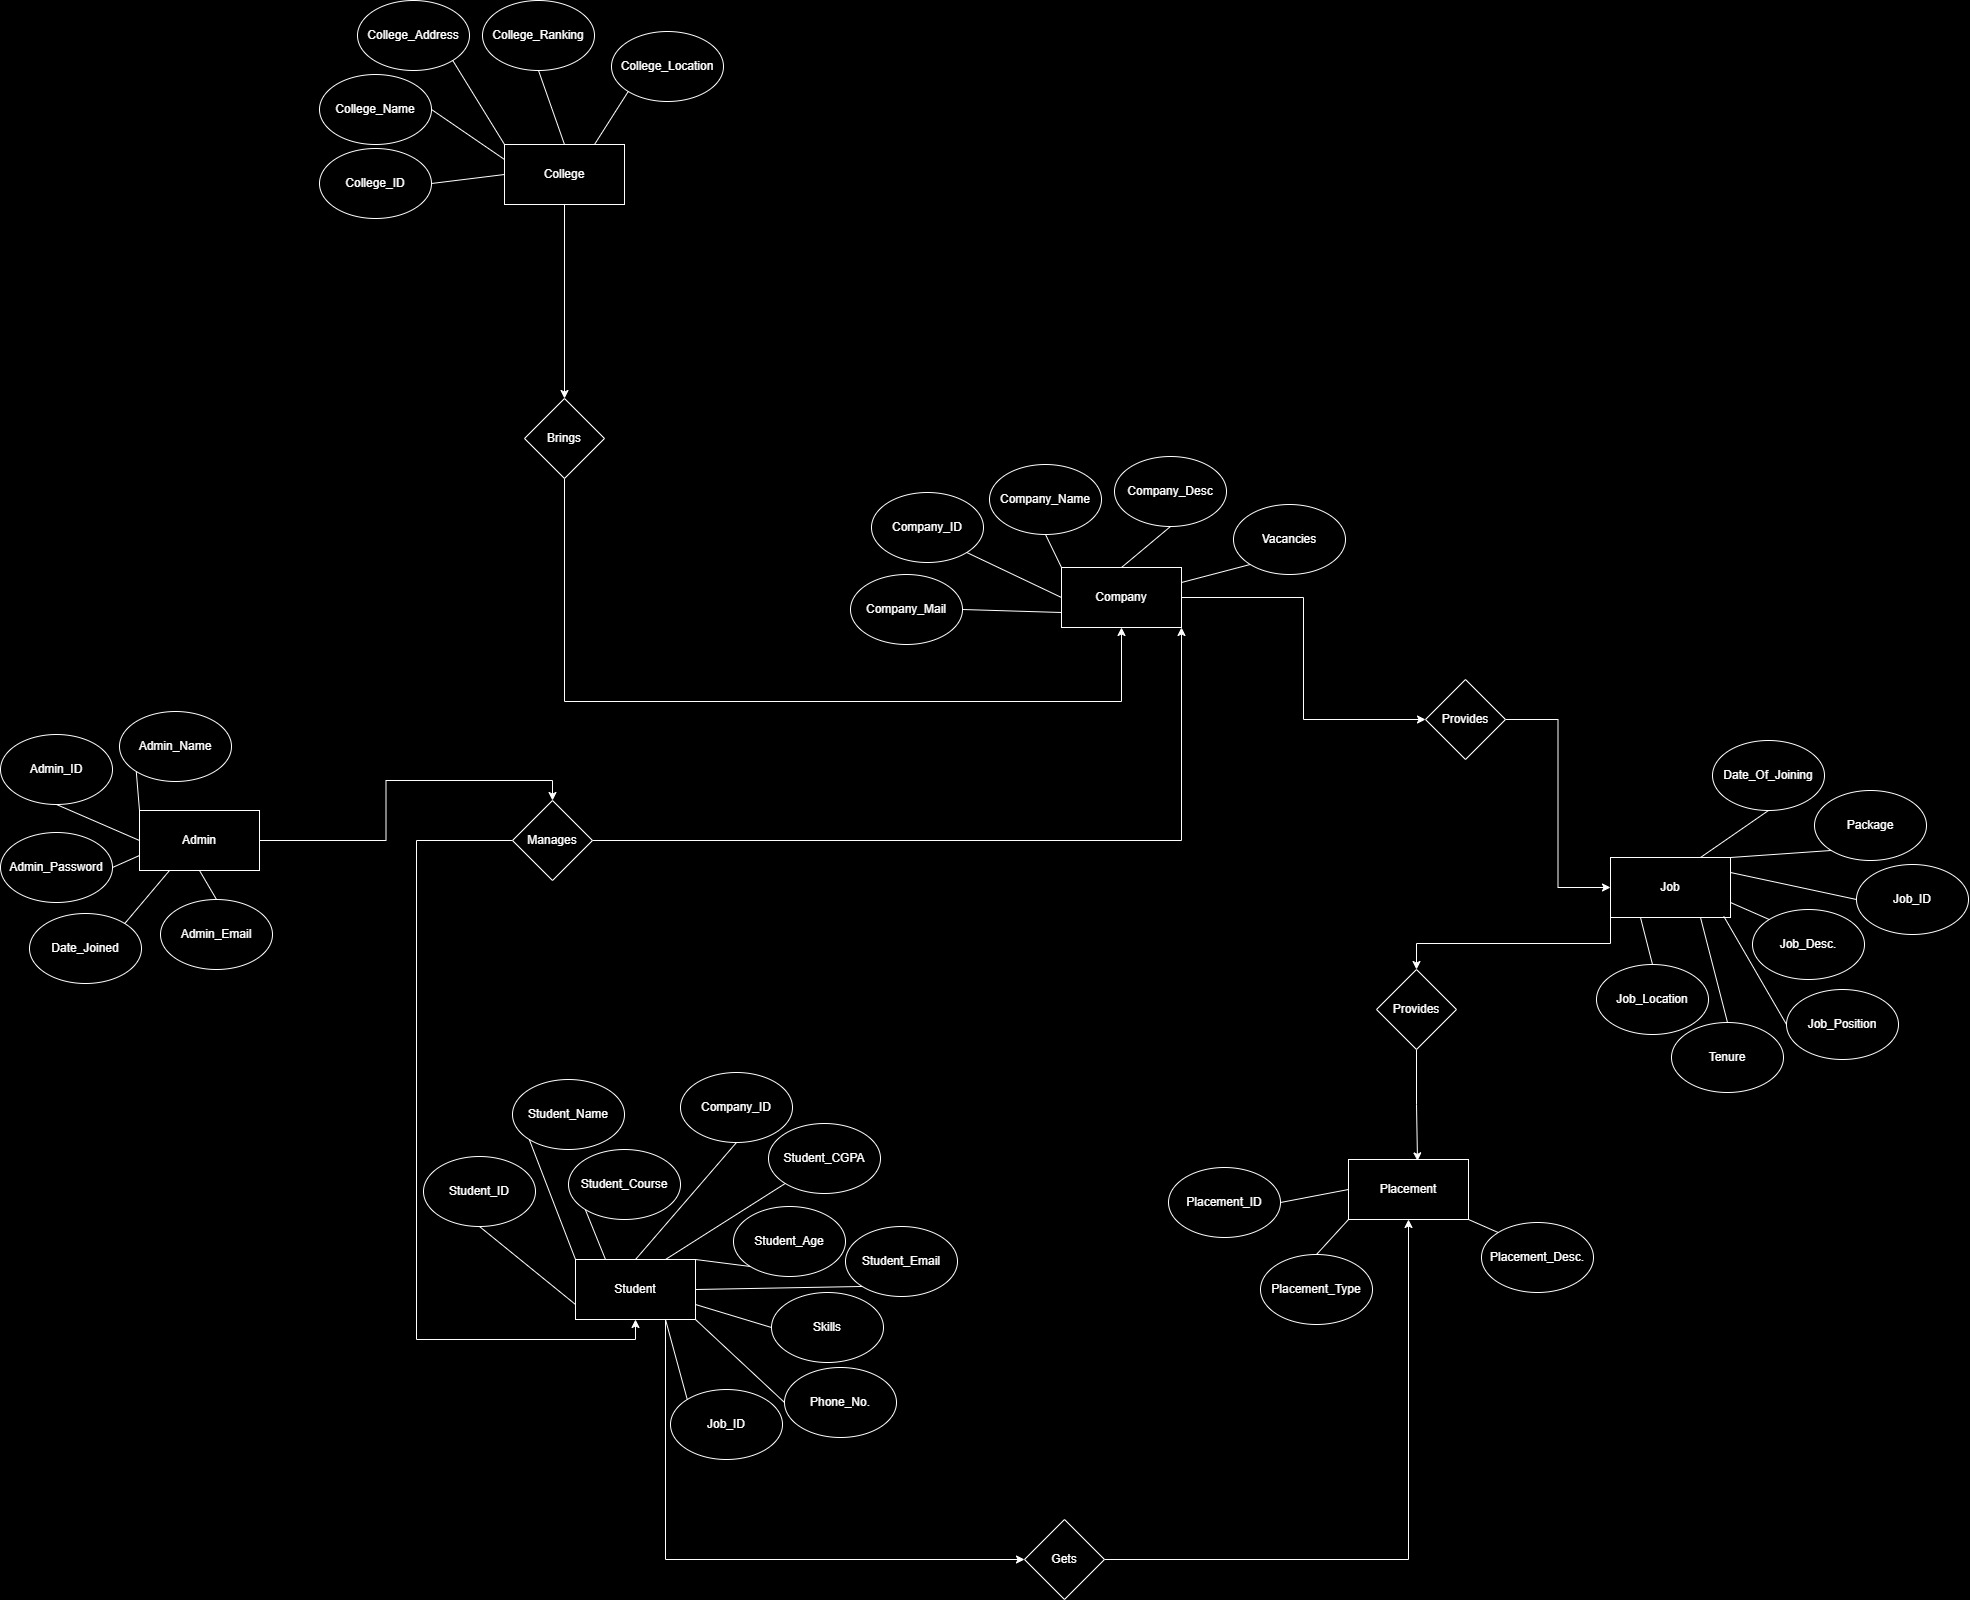 College_Address
College_Ranking
College_Location
College_Name
College_ID
College
Brings
Company_Name
Company_Desc
Company_ID
Vacancies
Company_Mail
Company
Provides
Admin_Name
Admin_ID
Admin
Admin_Password
Date_Joined
Admin_Email
Manages
Date_Of_Joining
Package
Job
Job_ID
Job_Desc.
Job_Location
Job_Position
Tenure
Provides
Student_Name
Company_ID
Student_CGPA
Student_ID
Student_Course
Student_Age
Student_Email
Student
Skills
Phone_No.
Job_ID
Placement
Placement_ID
Placement_Desc.
Placement_Type
Gets